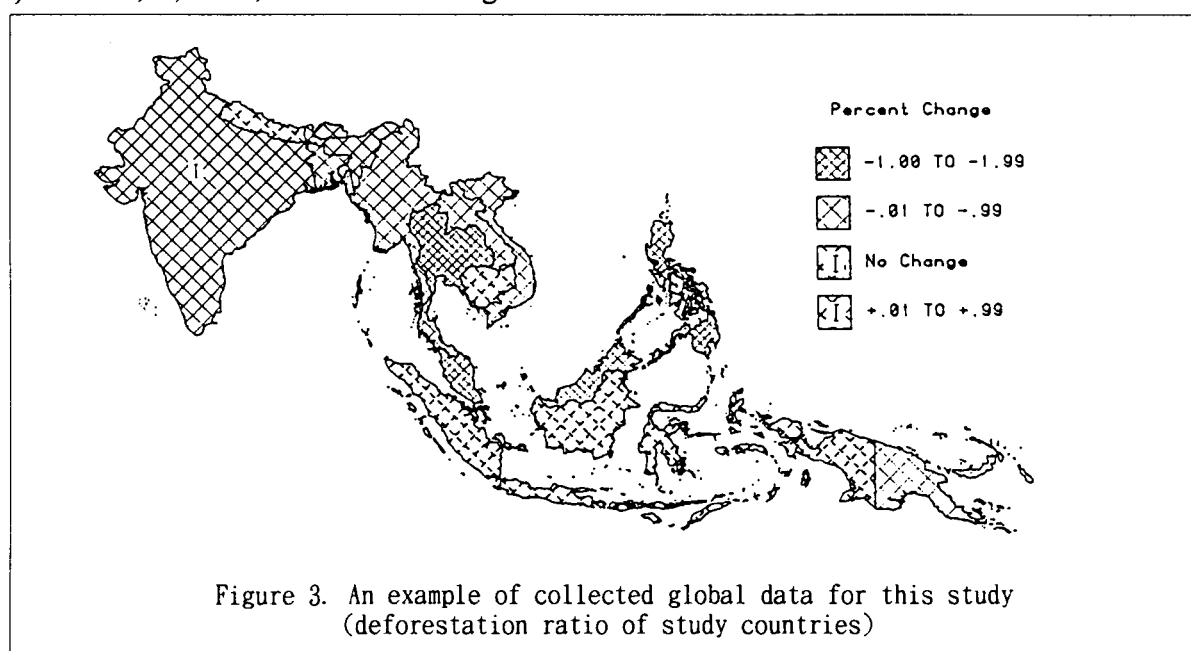 Percent Change
-1.00 TO -1.99
-.01 TO -.99
No Change
+.01 TO +.99
Figure 3. An example of collected global data for this study
(deforestation ratio of study countries)